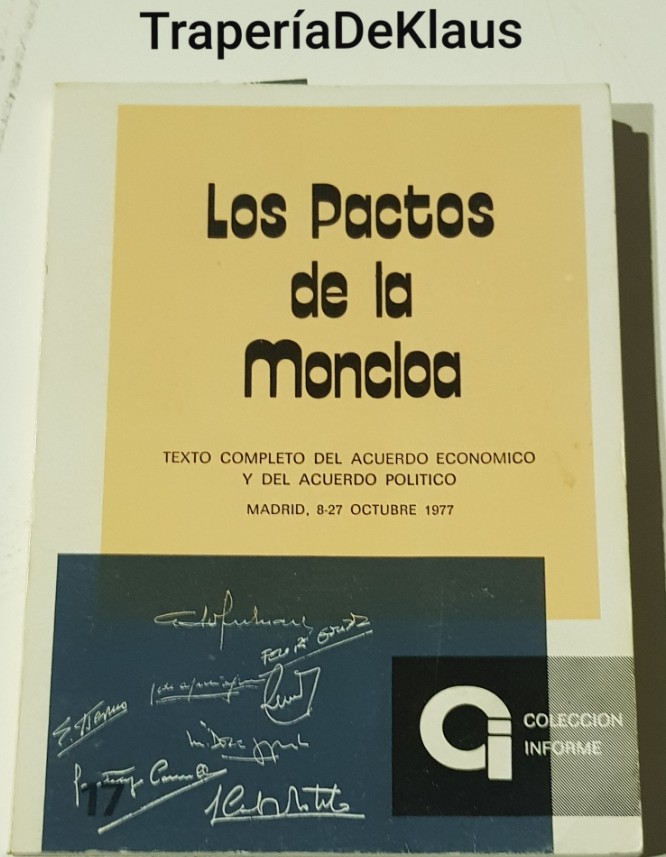 TraperíaDeKlaus
Los Pactos
de la
Moncloa
TEXTO COMPLETO DEL ACUERDO ECONOMICO
Y DEL ACUERDO POLITICO
MADRID, 8-27 OCTUBRE 1977
COLECCION
INFORME
17